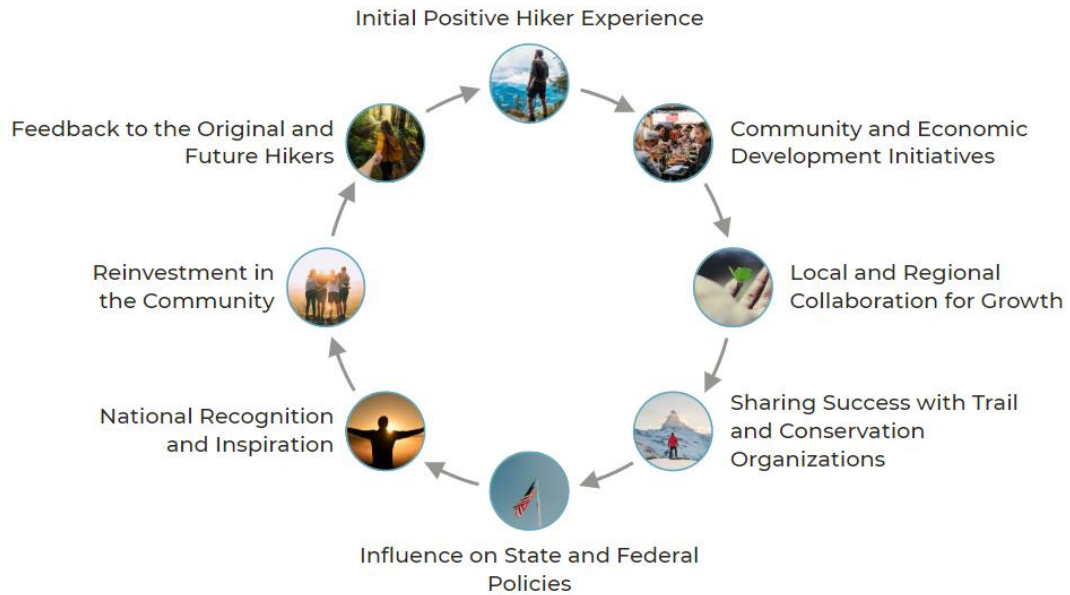 Initial Positive Hiker Experience
Community and Economic
Development Initiatives
Local and Regional
Collaboration for Growth
Sharing Success with Trail
and Conservation
Organizations
Influence on State and Federal
Policies
National Recognition
and Inspiration
Reinvestment in
the Community
Feedback to the Original and
Future Hikers